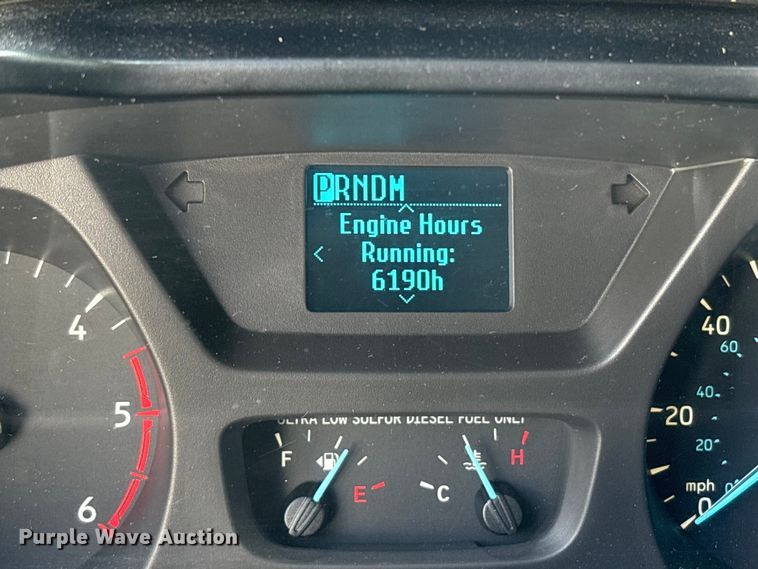 PRNDM
Engine Hours
Running:
6190h
4
5
6
ULTRA LOW SULFUR DIESEL FUEL ONLY
F
E
C
H
40
60
40
20
20
mph
0
0
Purple Wave Auction